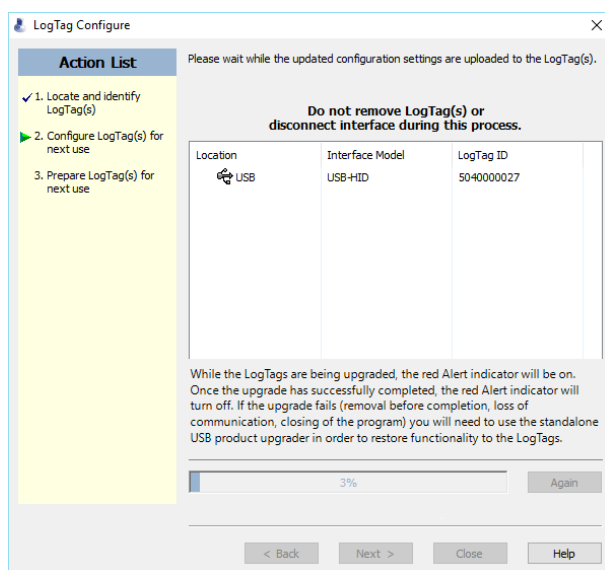 LogTag Configure
Action List
1. Locate and identify
LogTag(s)
2. Configure LogTag(s) for
next use
3. Prepare LogTag(s) for
next use
Please wait while the updated configuration settings are uploaded to the LogTag(s).
Do not remove LogTag(s) or
disconnect interface during this process.
Location Interface Model LogTag ID
USB USB-HID 5040000027
While the LogTags are being upgraded, the red Alert indicator will be on.
Once the upgrade has successfully completed, the red Alert indicator will
turn off. If the upgrade fails (removal before completion, loss of
communication, closing of the program) you will need to use the standalone
USB product upgrader in order to restore functionality to the LogTags.
3% Again
< Back Next > Close Help